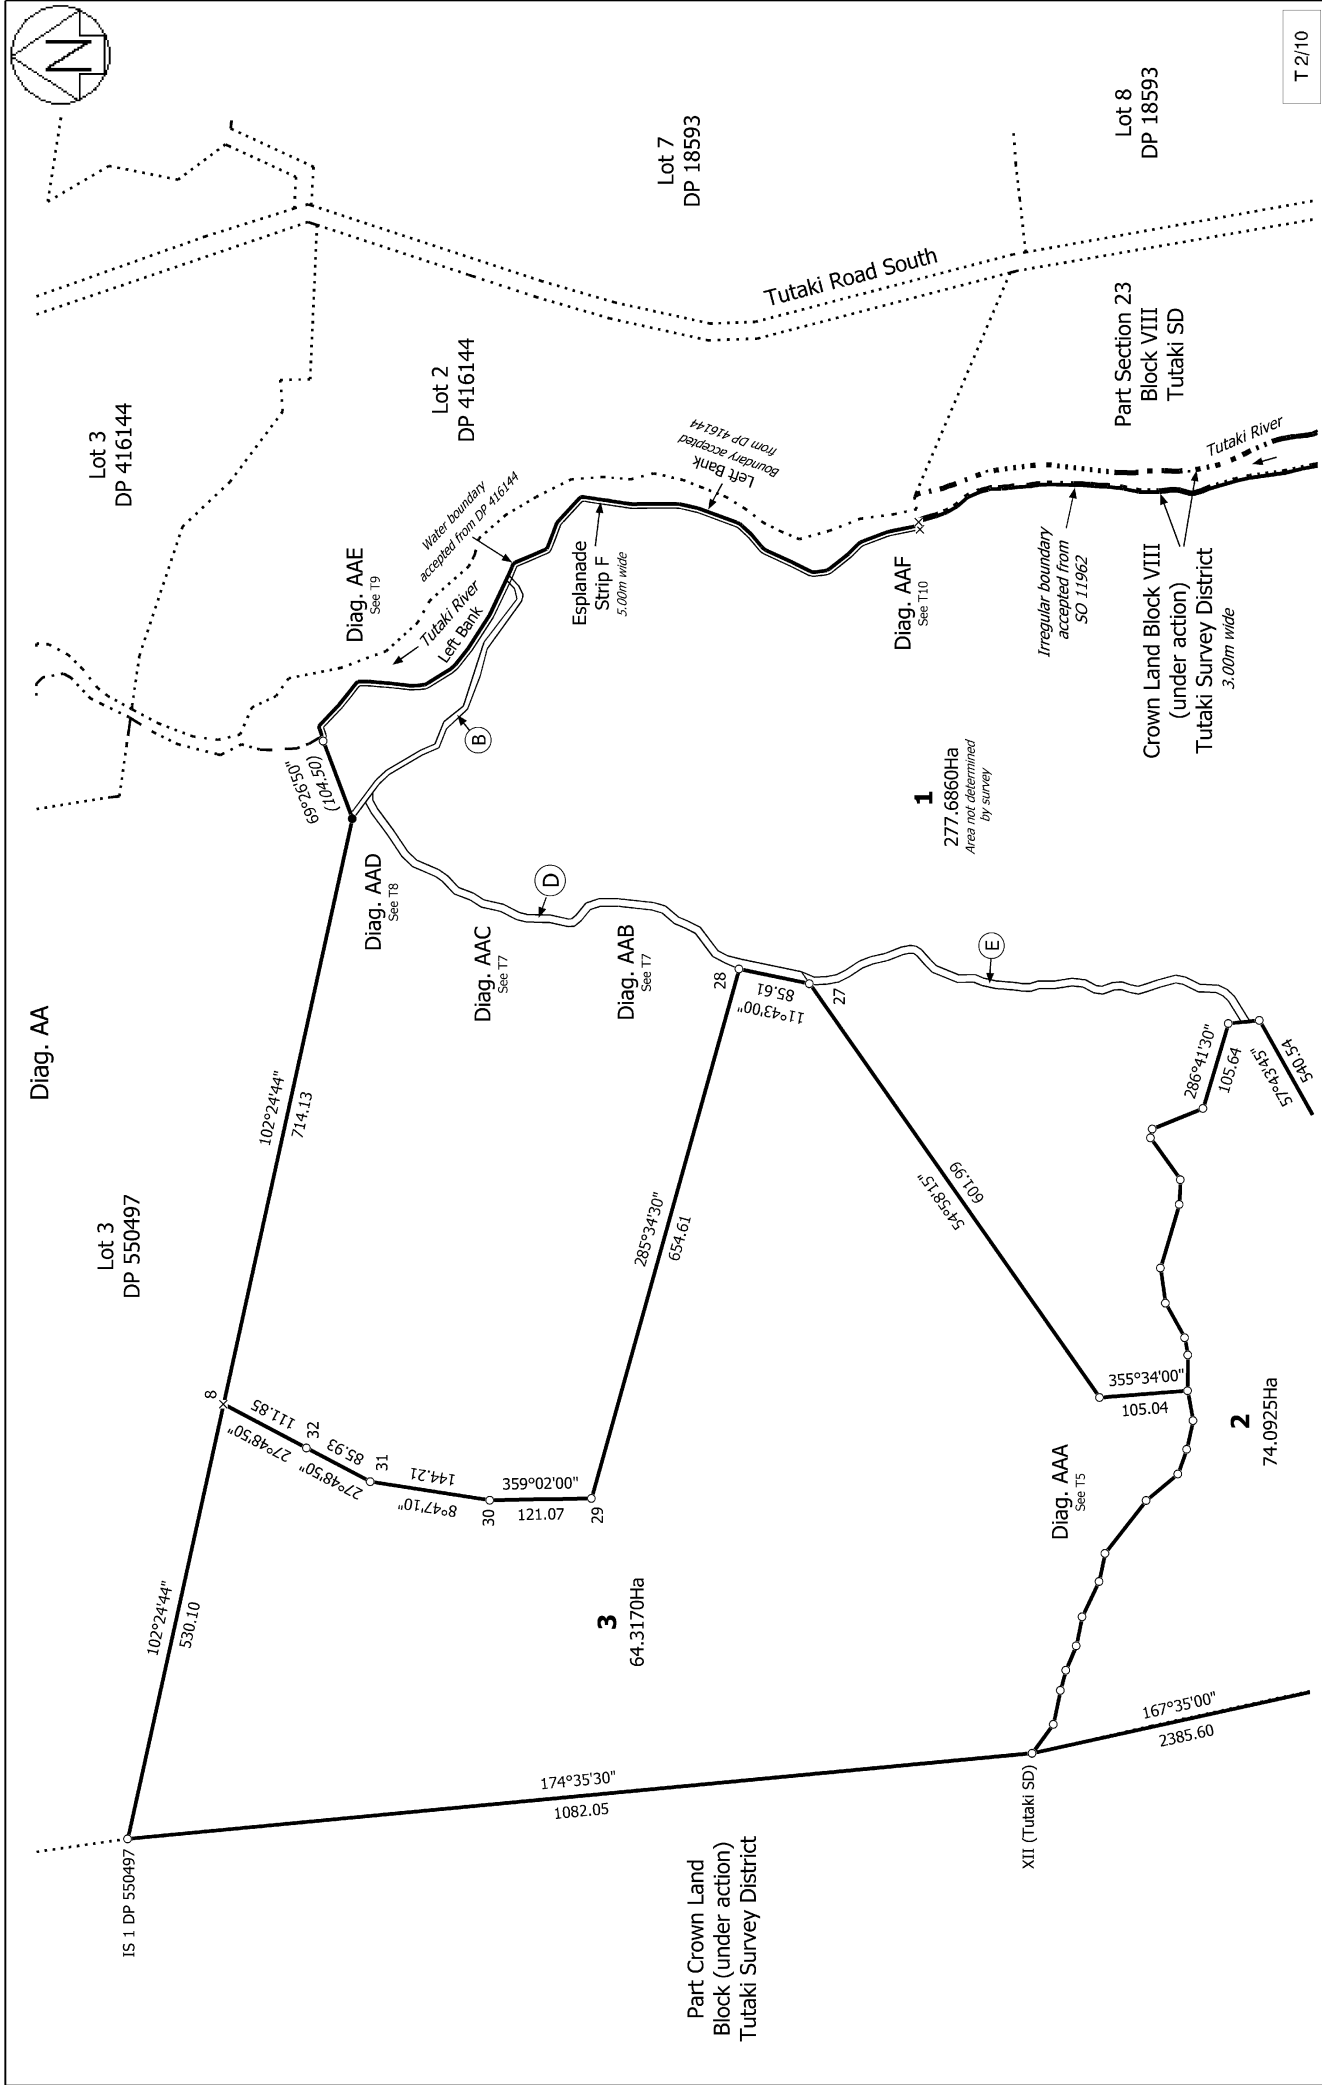 Diag. AA
N
Lot 3
DP 550497
Lot 3
DP 416144
Lot 2
DP 416144
Lot 7
DP 18593
Lot 8
DP 18593
Tutaki Road South
Part Section 23
Block VIII
Tutaki SD
IS 1 DP 550497
102°24'44"
530.10
8
102°24'44"
714.13
69°26'50"
(104.50)
27°48'50"
111.85
32
27°48'50"
85.93
31
8°47'10"
144.21
30
359°02'00"
121.07
29
285°34'30"
654.61
28
11°43'00"
85.61
27
54°58'15"
601.99
355°34'00"
105.04
286°41'30"
105.64
57°43'45"
540.54
174°35'30"
1082.05
XII (Tutaki SD)
167°35'00"
2385.60
Part Crown Land
Block (under action)
Tutaki Survey District
3
64.3170Ha
2
74.0925Ha
1
277.6860Ha
Area not determined
by survey
Diag. AAA
See T5
Diag. AAB
See T7
Diag. AAC
See T7
Diag. AAD
See T8
Diag. AAE
See T9
Diag. AAF
See T10
B
D
E
Tutaki River
Left Bank
Water boundary
accepted from DP 416144
Esplanade
Strip F
5.00m wide
Left Bank
Boundary accepted
from DP 416144
Irregular boundary
accepted from
SO 11962
Crown Land Block VIII
(under action)
Tutaki Survey District
3.00m wide
Tutaki River
T 2/10